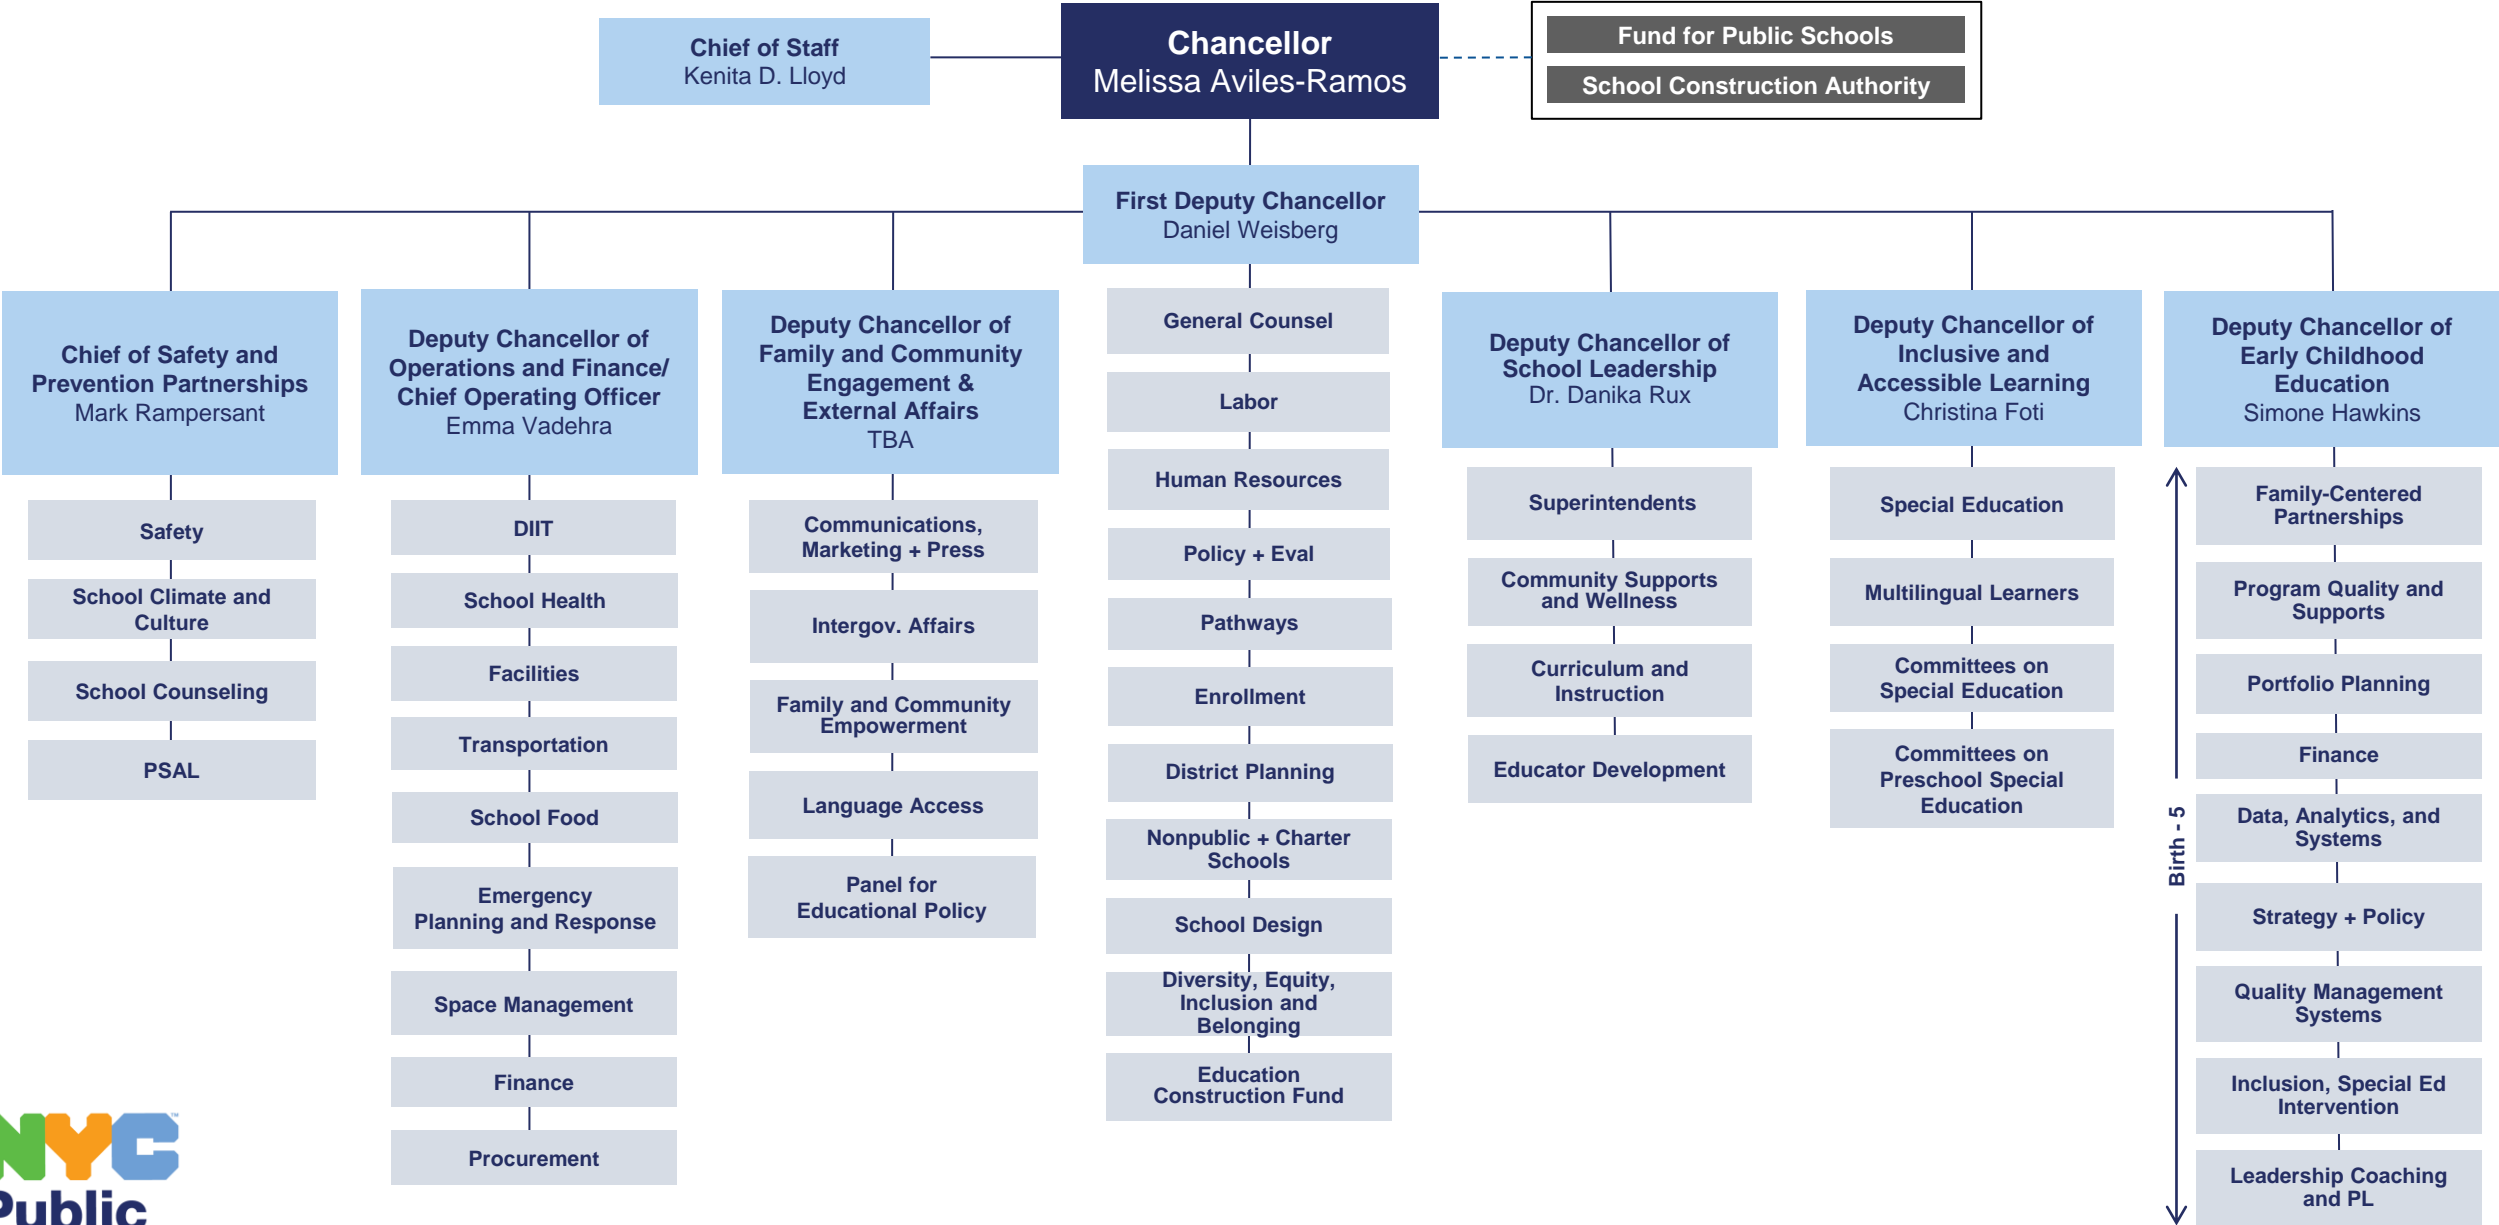 Chief of Staff
Kenita D. Lloyd
Chancellor
Melissa Aviles-Ramos
Fund for Public Schools
School Construction Authority
First Deputy Chancellor
Daniel Weisberg
Chief of Safety and
Prevention Partnerships
Mark Rampersant
Safety
School Climate and
Culture
School Counseling
PSAL
Deputy Chancellor of
Operations and Finance/
Chief Operating Officer
Emma Vadehra
DIIT
School Health
Facilities
Transportation
School Food
Emergency
Planning and Response
Space Management
Finance
Procurement
Deputy Chancellor of
Family and Community
Engagement &
External Affairs
TBA
Communications,
Marketing + Press
Intergov. Affairs
Family and Community
Empowerment
Language Access
Panel for
Educational Policy
General Counsel
Labor
Human Resources
Policy + Eval
Pathways
Enrollment
District Planning
Nonpublic + Charter
Schools
School Design
Diversity, Equity,
Inclusion and
Belonging
Education
Construction Fund
Deputy Chancellor of
School Leadership
Dr. Danika Rux
Superintendents
Community Supports
and Wellness
Curriculum and
Instruction
Educator Development
Deputy Chancellor of
Inclusive and
Accessible Learning
Christina Foti
Special Education
Multilingual Learners
Committees on
Special Education
Committees on
Preschool Special
Education
Deputy Chancellor of
Early Childhood
Education
Simone Hawkins
Birth - 5
Family-Centered
Partnerships
Program Quality and
Supports
Portfolio Planning
Finance
Data, Analytics, and
Systems
Strategy + Policy
Quality Management
Systems
Inclusion, Special Ed
Intervention
Leadership Coaching
and PL
NYC™
Public